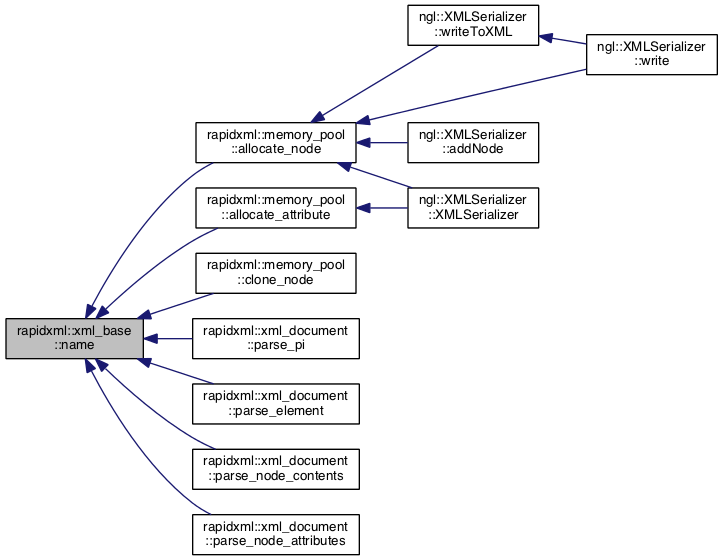 ngl::XMLSerializer
::writeToXML
ngl::XMLSerializer
::write
rapidxml::memory_pool
::allocate_node
ngl::XMLSerializer
::addNode
rapidxml::memory_pool
::allocate_attribute
ngl::XMLSerializer
::XMLSerializer
rapidxml::memory_pool
::clone_node
rapidxml::xml_base
::name
rapidxml::xml_document
::parse_pi
rapidxml::xml_document
::parse_element
rapidxml::xml_document
::parse_node_contents
rapidxml::xml_document
::parse_node_attributes